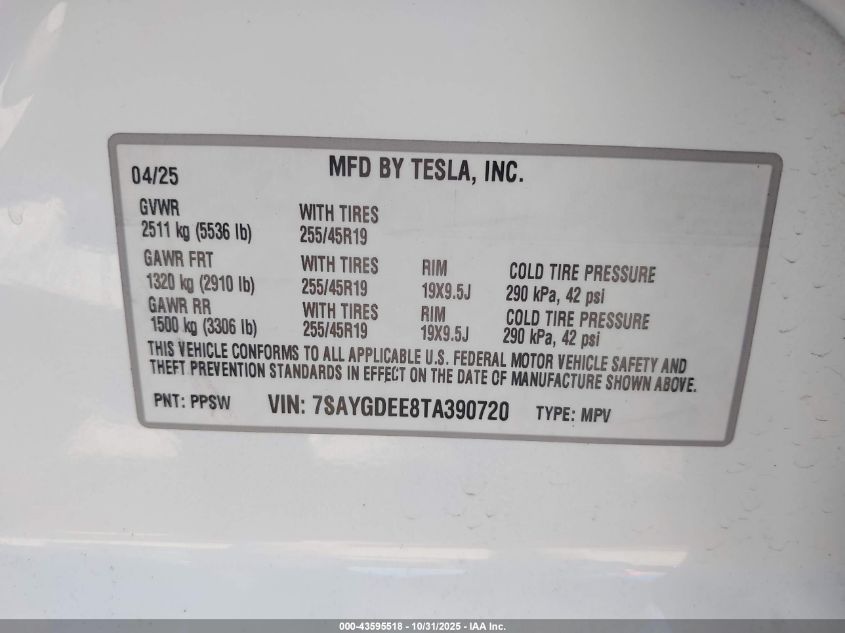 04/25 MFD BY TESLA, INC.
GVWR WITH TIRES
2511 kg (5536 lb) 255/45R19
GAWR FRT WITH TIRES RIM COLD TIRE PRESSURE
1320 kg (2910 lb) 255/45R19 19X9.5J 290 kPa, 42 psi
GAWR RR WITH TIRES RIM COLD TIRE PRESSURE
1500 kg (3306 lb) 255/45R19 19X9.5J 290 kPa, 42 psi
THIS VEHICLE CONFORMS TO ALL APPLICABLE U.S. FEDERAL MOTOR VEHICLE SAFETY AND
THEFT PREVENTION STANDARDS IN EFFECT ON THE DATE OF MANUFACTURE SHOWN ABOVE.
PNT: PPSW VIN: 7SAYGDEE8TA390720 TYPE: MPV
000-43595518 - 10/31/2025 - IAA Inc.